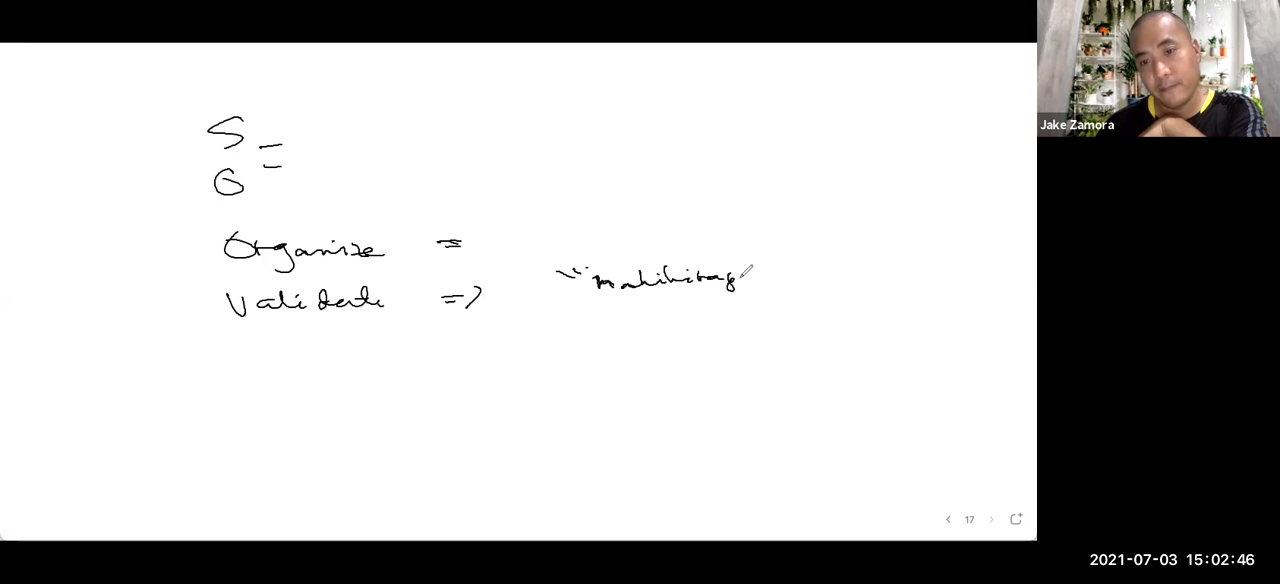 S =
G
Organize =
Validate =>
17
Jake Zamora
2021-07-03 15:02:46